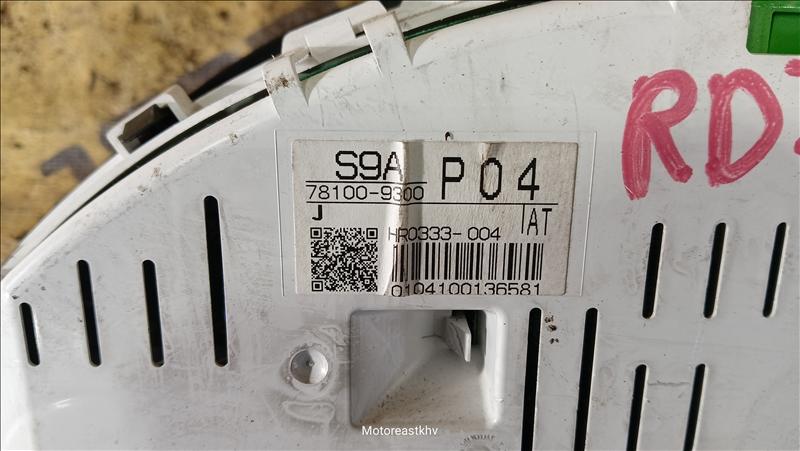 RD
S9A
P04
78100-9300
J
AT
HR0333-004
0104100136581
Motoreastkhv